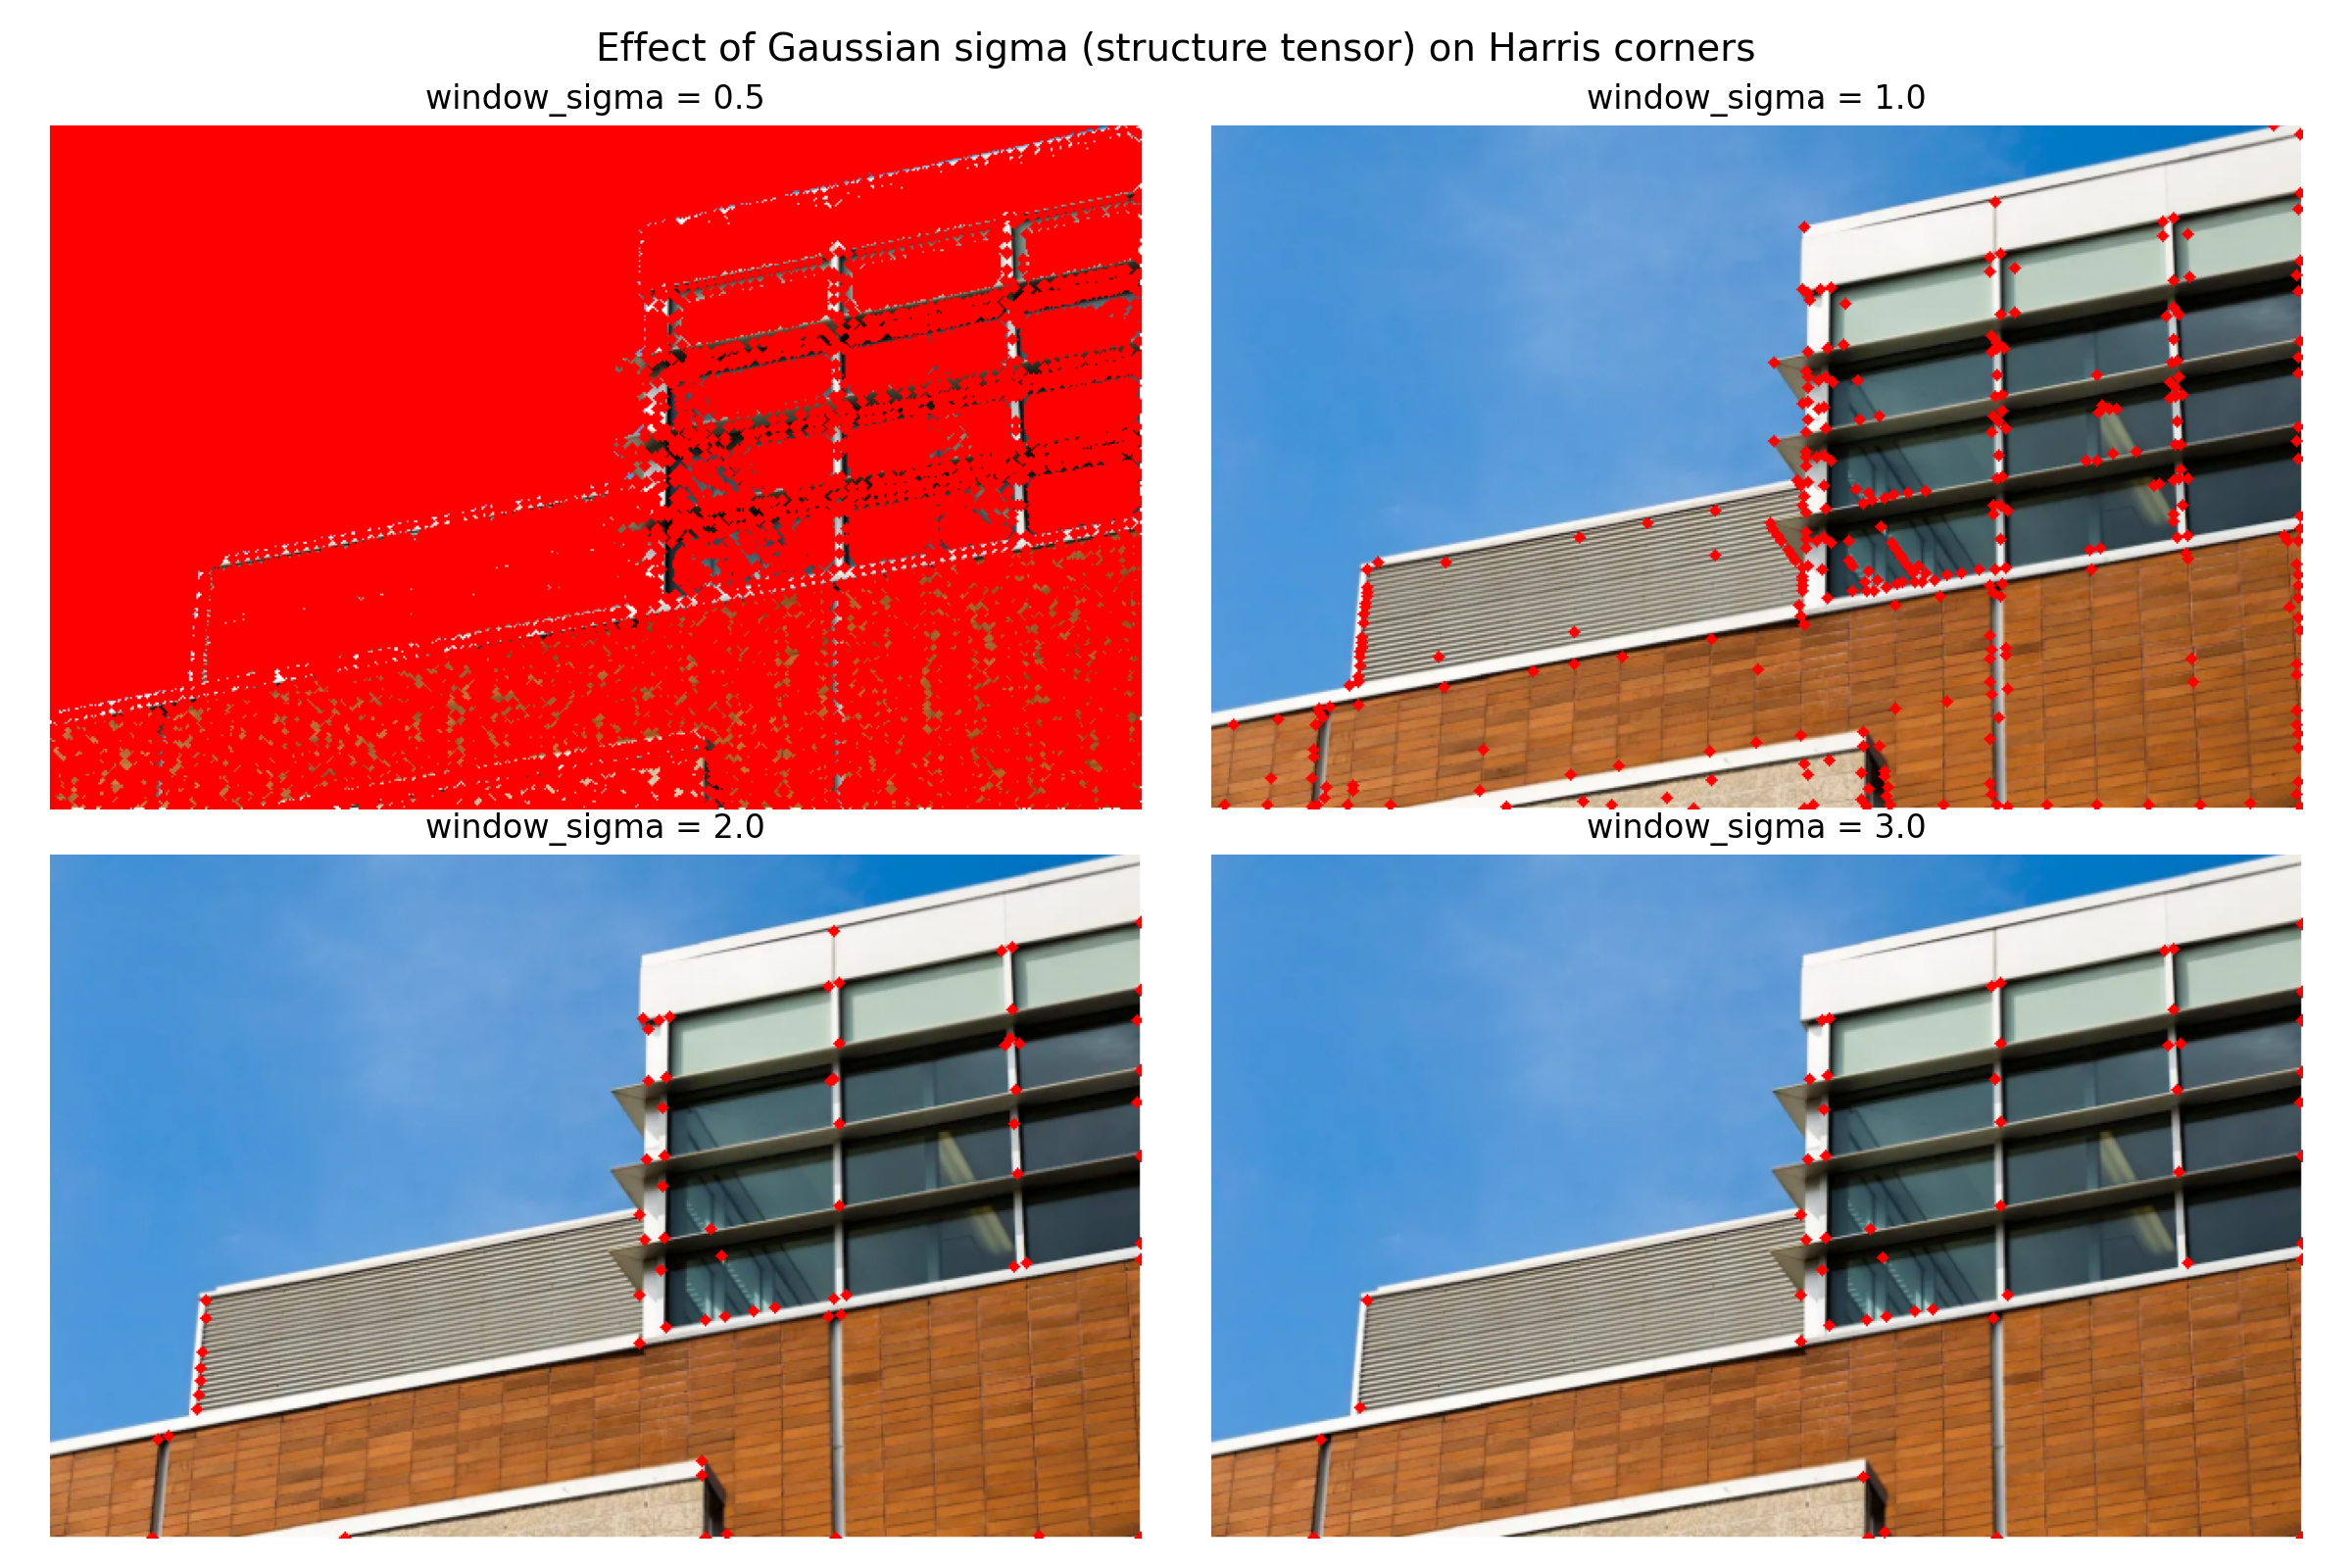 Effect of Gaussian sigma (structure tensor) on Harris corners
window_sigma = 0.5
window_sigma = 1.0
window_sigma = 2.0
window_sigma = 3.0